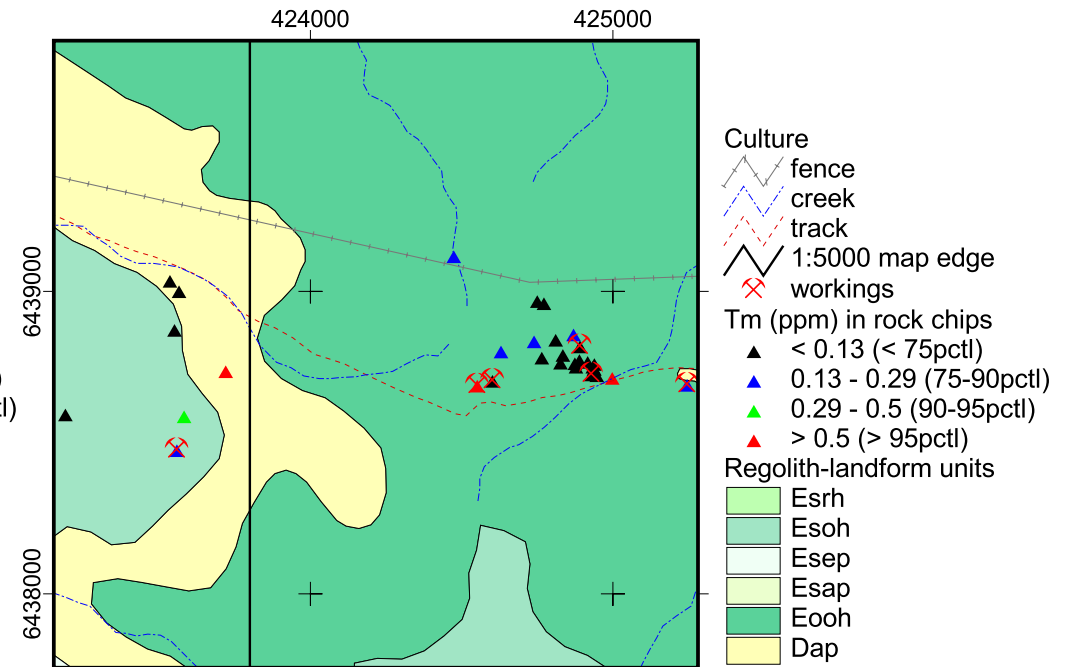 424000 425000
6439000
6438000
)
tl)
Culture
fence
creek
track
1:5000 map edge
workings
Tm (ppm) in rock chips
< 0.13 (< 75pctl)
0.13 - 0.29 (75-90pctl)
0.29 - 0.5 (90-95pctl)
> 0.5 (> 95pctl)
Regolith-landform units
Esrh
Esoh
Esep
Esap
Eooh
Dap